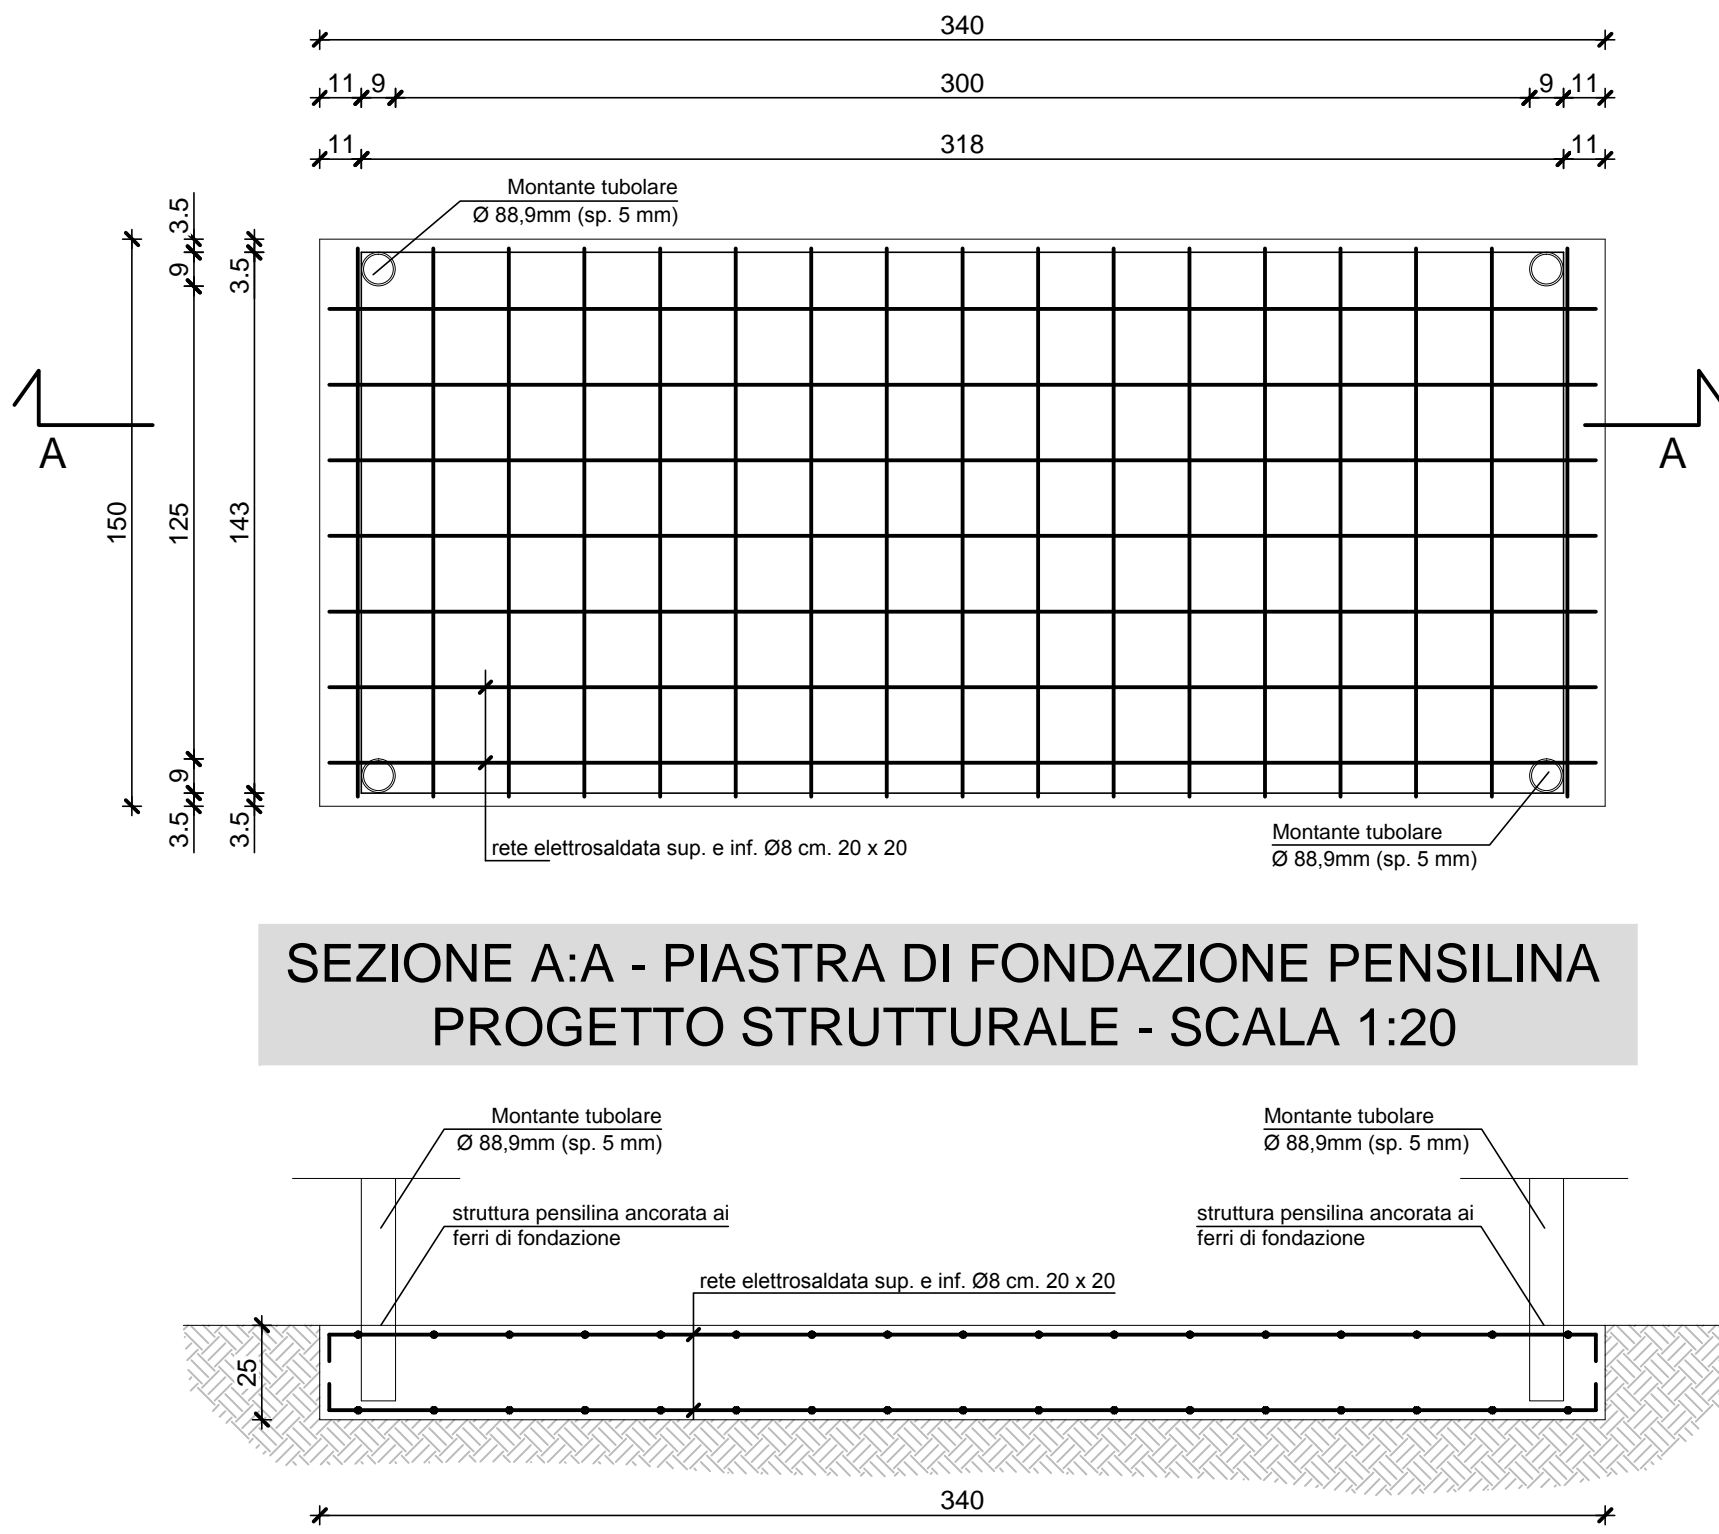 340
11 9 300 9 11
11 318 11
Montante tubolare
Ø 88,9mm (sp. 5 mm)
3.5
9
3.5
A
A
150
125
143
9
3.5
3.5
rete elettrosaldata sup. e inf. Ø8 cm. 20 x 20
Montante tubolare
Ø 88,9mm (sp. 5 mm)
SEZIONE A:A - PIASTRA DI FONDAZIONE PENSILINA
PROGETTO STRUTTURALE - SCALA 1:20
Montante tubolare
Ø 88,9mm (sp. 5 mm)
Montante tubolare
Ø 88,9mm (sp. 5 mm)
struttura pensilina ancorata ai
ferri di fondazione
struttura pensilina ancorata ai
ferri di fondazione
rete elettrosaldata sup. e inf. Ø8 cm. 20 x 20
25
340